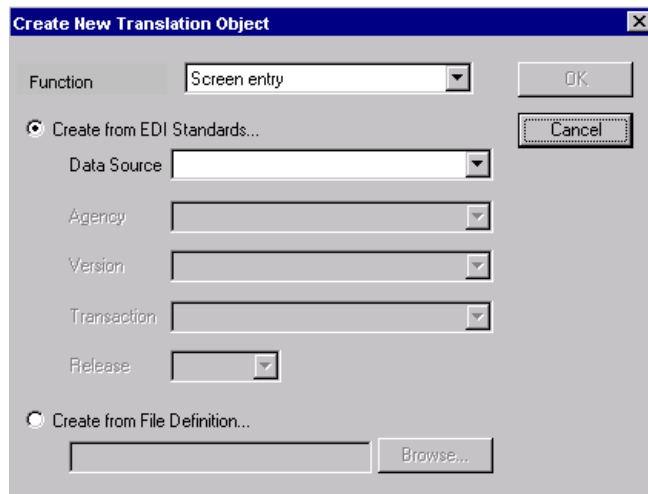 Create New Translation Object
Function Screen entry OK
Create from EDI Standards... Cancel
Data Source
Agency
Version
Transaction
Release
Create from File Definition...
Browse...